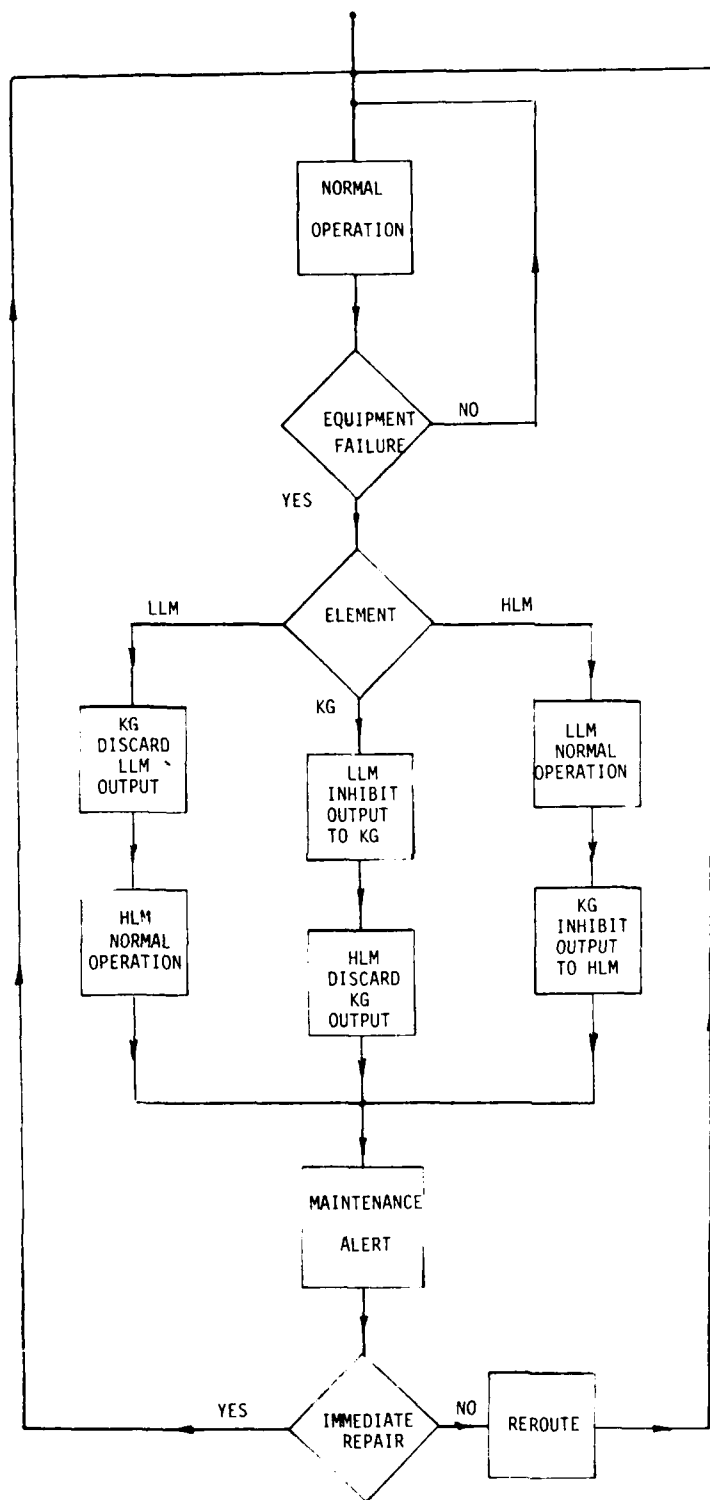 NORMAL
OPERATION
EQUIPMENT
FAILURE
NO
YES
ELEMENT
LLM
HLM
KG
KG
DISCARD
LLM
OUTPUT
LLM
INHIBIT
OUTPUT
TO KG
LLM
NORMAL
OPERATION
HLM
NORMAL
OPERATION
HLM
DISCARD
KG
OUTPUT
KG
INHIBIT
OUTPUT
TO HLM
MAINTENANCE
ALERT
YES
IMMEDIATE
REPAIR
NO
REROUTE